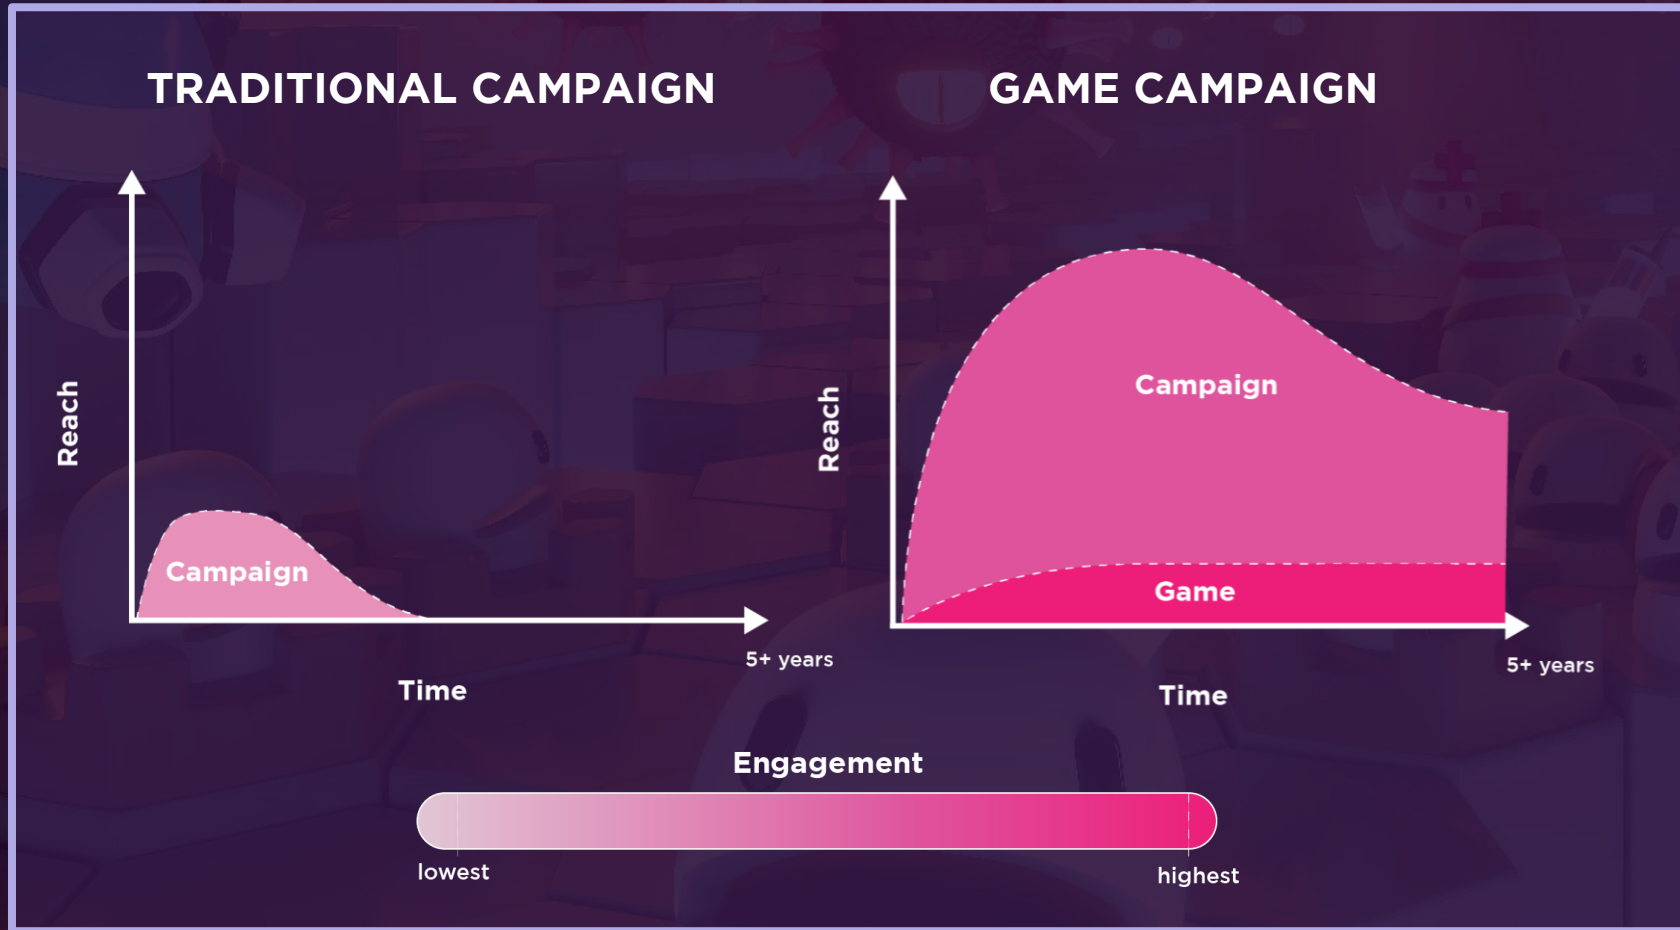 TRADITIONAL CAMPAIGN
Reach
Campaign
5+ years
Time
GAME CAMPAIGN
Reach
Campaign
Game
5+ years
Time
Engagement
lowest
highest